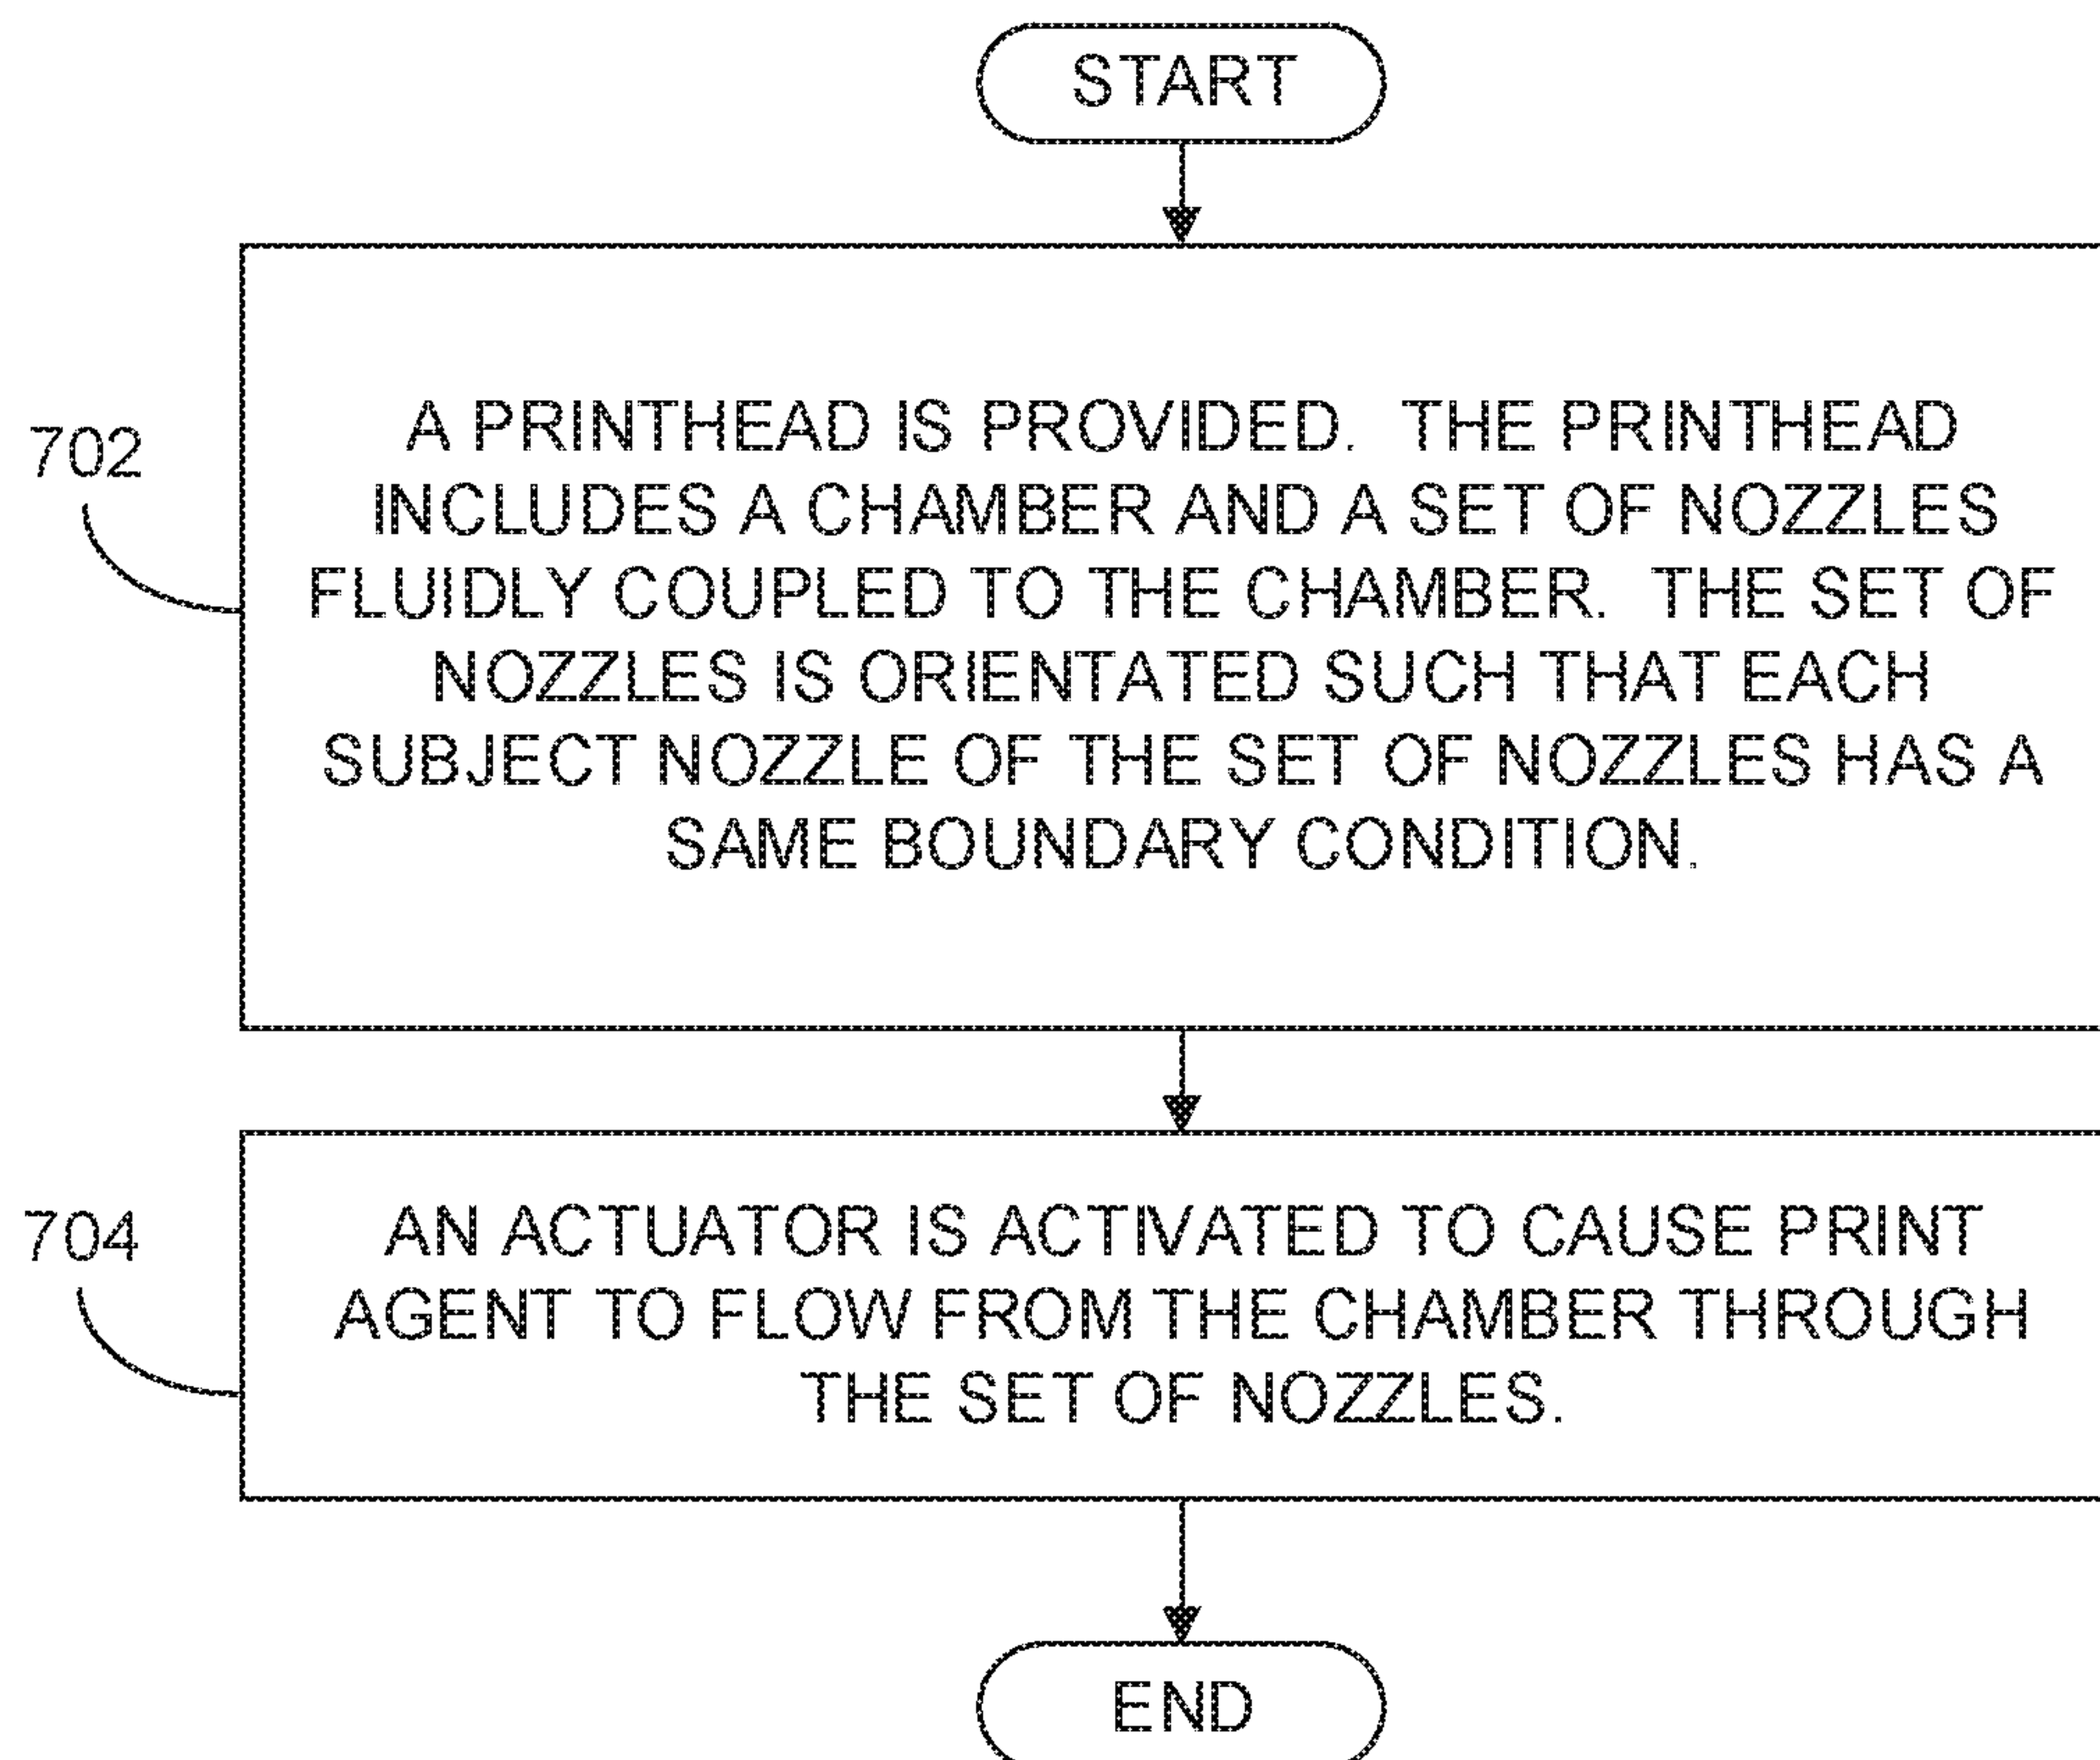 START
702
A PRINTHEAD IS PROVIDED. THE PRINTHEAD
INCLUDES A CHAMBER AND A SET OF NOZZLES
FLUIDLY COUPLED TO THE CHAMBER. THE SET OF
NOZZLES IS ORIENTATED SUCH THAT EACH
SUBJECT NOZZLE OF THE SET OF NOZZLES HAS A
SAME BOUNDARY CONDITION.
704
AN ACTUATOR IS ACTIVATED TO CAUSE PRINT
AGENT TO FLOW FROM THE CHAMBER THROUGH
THE SET OF NOZZLES.
END